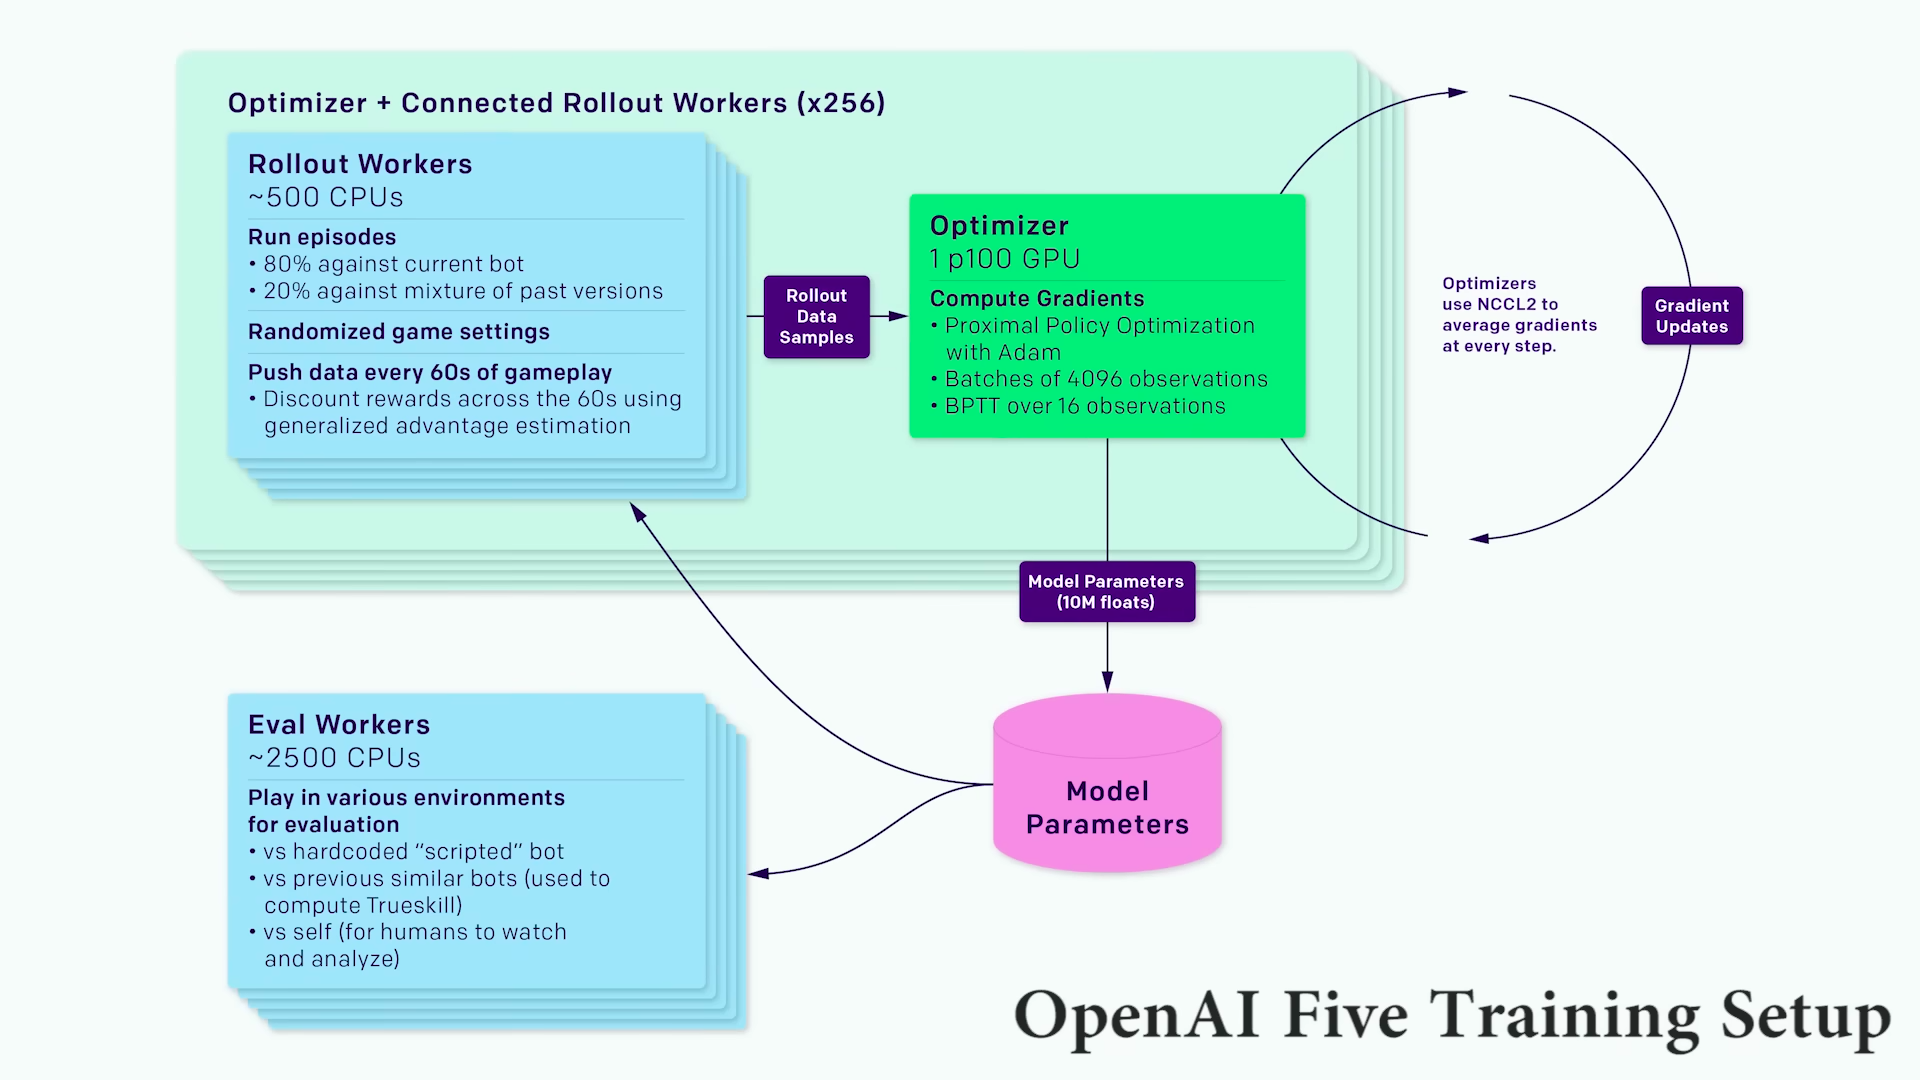 Optimizer + Connected Rollout Workers (x256)
Rollout Workers
~500 CPUs
Run episodes
• 80% against current bot
• 20% against mixture of past versions
Randomized game settings
Push data every 60s of gameplay
• Discount rewards across the 60s using
generalized advantage estimation
Rollout
Data
Samples
Optimizer
1 p100 GPU
Compute Gradients
• Proximal Policy Optimization
with Adam
• Batches of 4096 observations
• BPTT over 16 observations
Optimizers
use NCCL2 to
average gradients
at every step.
Gradient
Updates
Model Parameters
(10M floats)
Eval Workers
~2500 CPUs
Play in various environments
for evaluation
• vs hardcoded “scripted” bot
• vs previous similar bots (used to
compute Trueskill)
• vs self (for humans to watch
and analyze)
Model
Parameters
OpenAI Five Training Setup